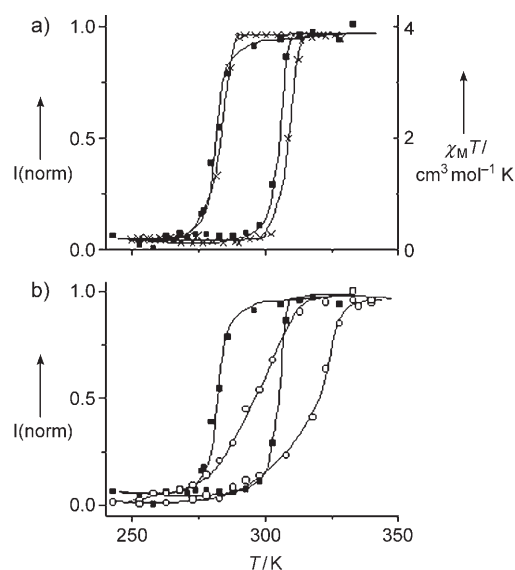 a)
1.0
0.5
0.0
I(norm)
4
2
0
χMT/
cm³ mol⁻¹ K
b)
1.0
0.5
0.0
I(norm)
250 300 350
T/K